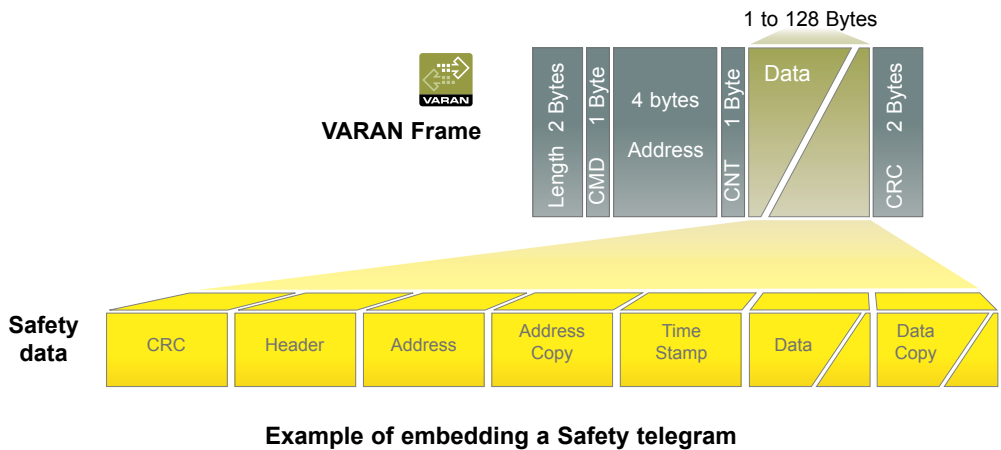 1 to 128 Bytes
VARAN
VARAN Frame
Length 2 Bytes
CMD 1 Byte
4 bytes
Address
CNT 1 Byte
Data
CRC 2 Bytes
Safety
data
CRC
Header
Address
Address
Copy
Time
Stamp
Data
Data
Copy
Example of embedding a Safety telegram